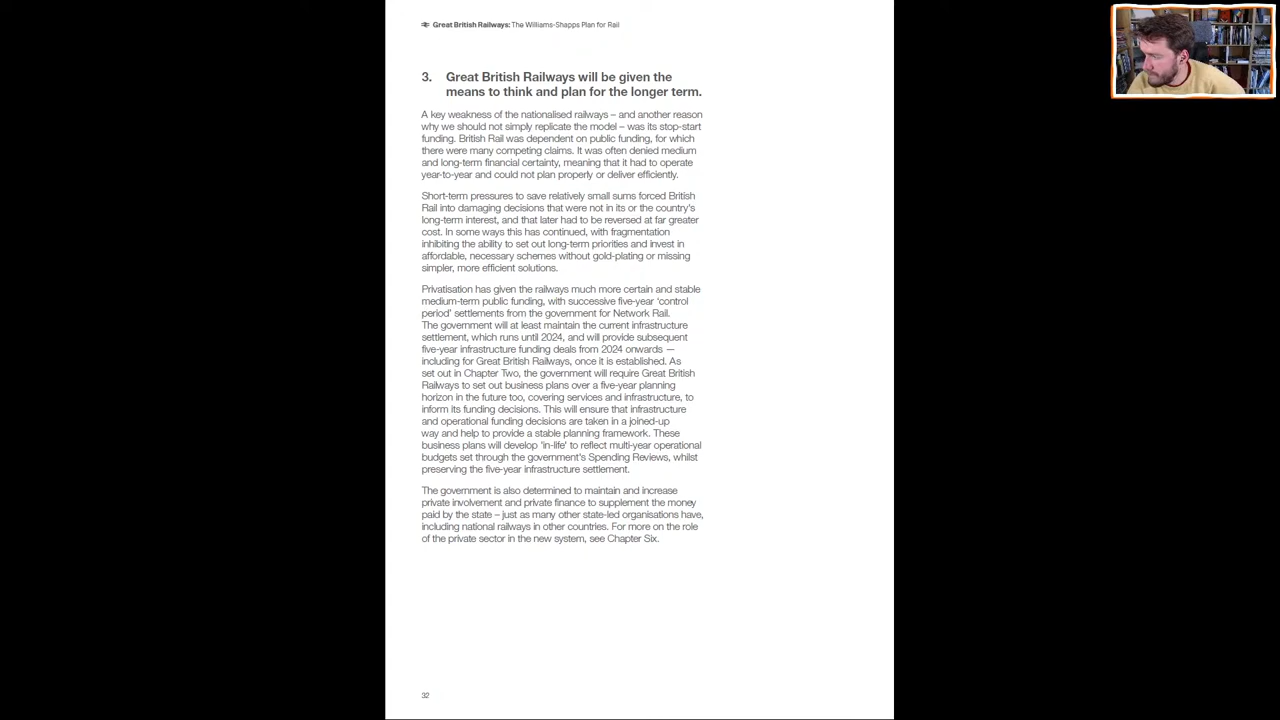 Great British Railways: The Williams-Shapps Plan for Rail
3. Great British Railways will be given the
means to think and plan for the longer term.
A key weakness of the nationalised railways – and another reason
why we should not simply replicate the model – was its stop-start
funding. British Rail was dependent on public funding, for which
there were many competing claims. It was often denied medium
and long-term financial certainty, meaning that it had to operate
year-to-year and could not plan properly or deliver efficiently.
Short-term pressures to save relatively small sums forced British
Rail into damaging decisions that were not in its or the country's
long-term interest, and that later had to be reversed at far greater
cost. In some ways this has continued, with fragmentation
inhibiting the ability to set out long-term priorities and invest in
affordable, necessary schemes without gold-plating or missing
simpler, more efficient solutions.
Privatisation has given the railways much more certain and stable
medium-term public funding, with successive five-year 'control
period' settlements from the government for Network Rail.
The government will at least maintain the current infrastructure
settlement, which runs until 2024, and will provide subsequent
five-year infrastructure funding deals from 2024 onwards —
including for Great British Railways, once it is established. As
set out in Chapter Two, the government will require Great British
Railways to set out business plans over a five-year planning
horizon in the future too, covering services and infrastructure, to
inform its funding decisions. This will ensure that infrastructure
and operational funding decisions are taken in a joined-up
way and help to provide a stable planning framework. These
business plans will develop 'in-life' to reflect multi-year operational
budgets set through the government's Spending Reviews, whilst
preserving the five-year infrastructure settlement.
The government is also determined to maintain and increase
private involvement and private finance to supplement the money
paid by the state – just as many other state-led organisations have,
including national railways in other countries. For more on the role
of the private sector in the new system, see Chapter Six.
32